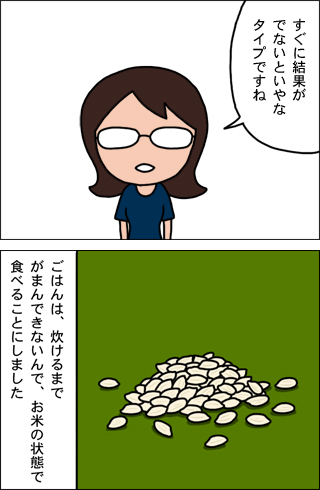 すぐに結果が
でないといやな
タイプですね
ごはんは、炊けるまで
がまんできないんで、お米の状態で
食べることにしました